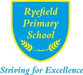 Ryefield
Primary
School
Striving for Excellence